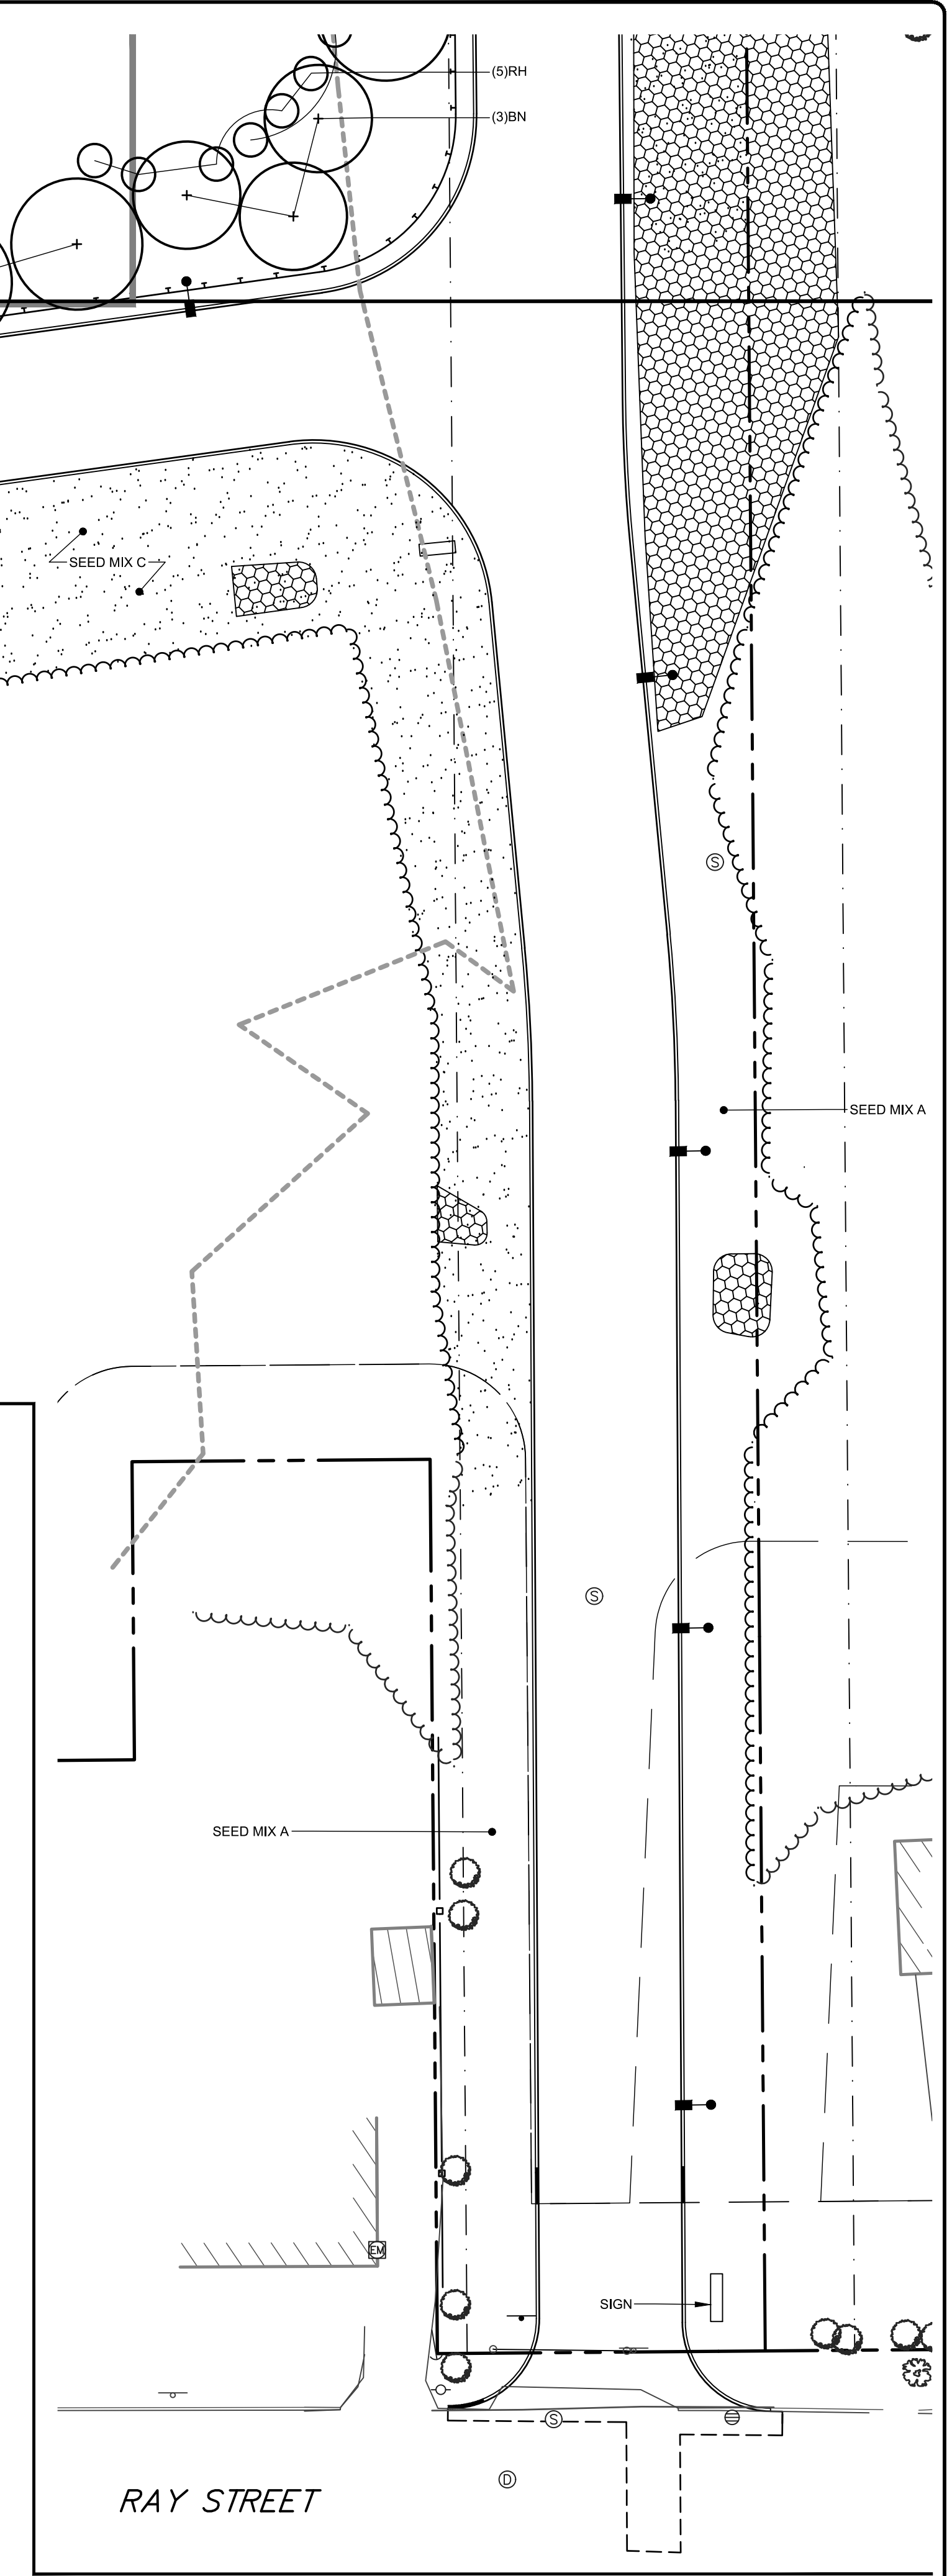 (5)RH
(3)BN
SEED MIX C
S
SEED MIX A
S
SEED MIX A
EM
SIGN
S
D
RAY STREET